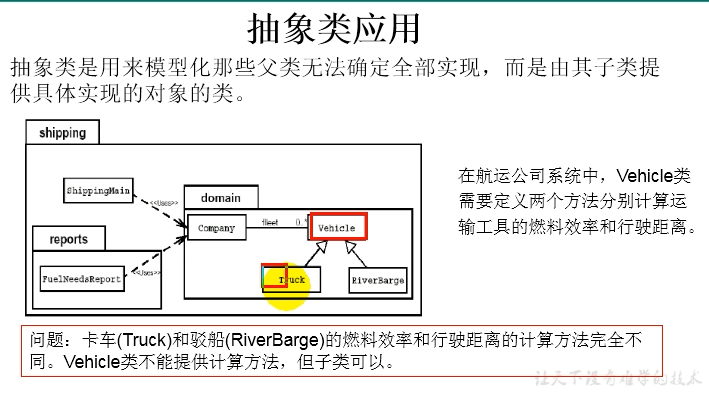 抽象类应用
抽象类是用来模型化那些父类无法确定全部实现，而是由其子类提
供具体实现的对象的类。
shipping
ShippingMain
<<Uses>>
domain
Company
fleet
0..*
Vehicle
reports
FuelNeedsReport
<<Uses>>
Truck
RiverBarge
在航运公司系统中，Vehicle类
需要定义两个方法分别计算运
输工具的燃料效率和行驶距离。
问题：卡车(Truck)和驳船(RiverBarge)的燃料效率和行驶距离的计算方法完全不
同。Vehicle类不能提供计算方法，但子类可以。
让天下没有难学的技术